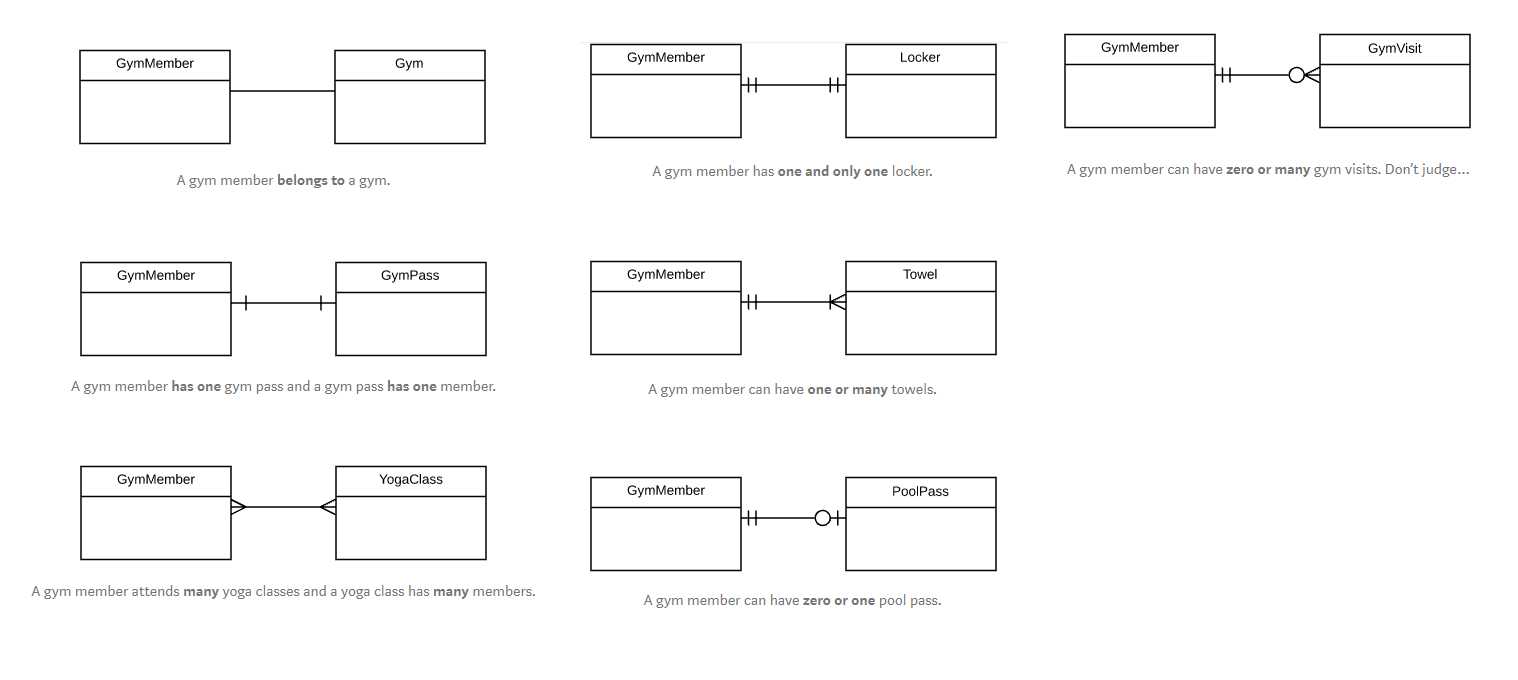 GymMember
Gym
A gym member belongs to a gym.
GymMember
GymPass
A gym member has one gym pass and a gym pass has one member.
GymMember
YogaClass
A gym member attends many yoga classes and a yoga class has many members.
GymMember
Locker
A gym member has one and only one locker.
GymMember
Towel
A gym member can have one or many towels.
GymMember
PoolPass
A gym member can have zero or one pool pass.
GymMember
GymVisit
A gym member can have zero or many gym visits. Don’t judge…